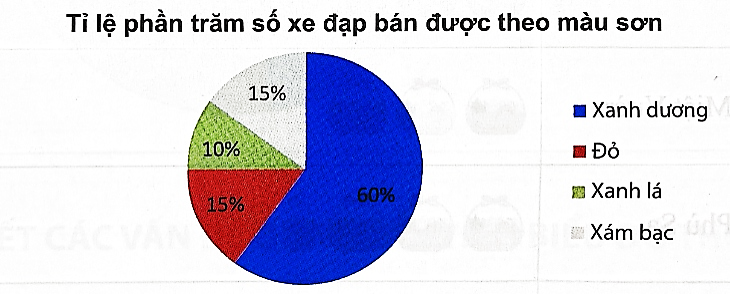 Tỉ lệ phần trăm số xe đạp bán được theo màu sơn
15%
10%
15%
60%
Xanh dương
Đỏ
Xanh lá
Xám bạc